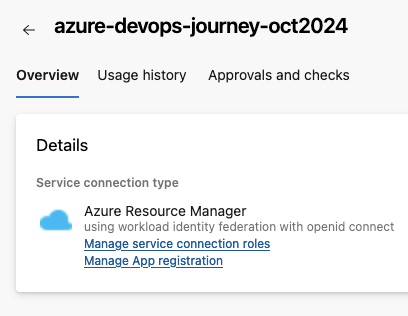 azure-devops-journey-oct2024
Overview Usage history Approvals and checks
Details
Service connection type
Azure Resource Manager
using workload identity federation with openid connect
Manage service connection roles
Manage App registration